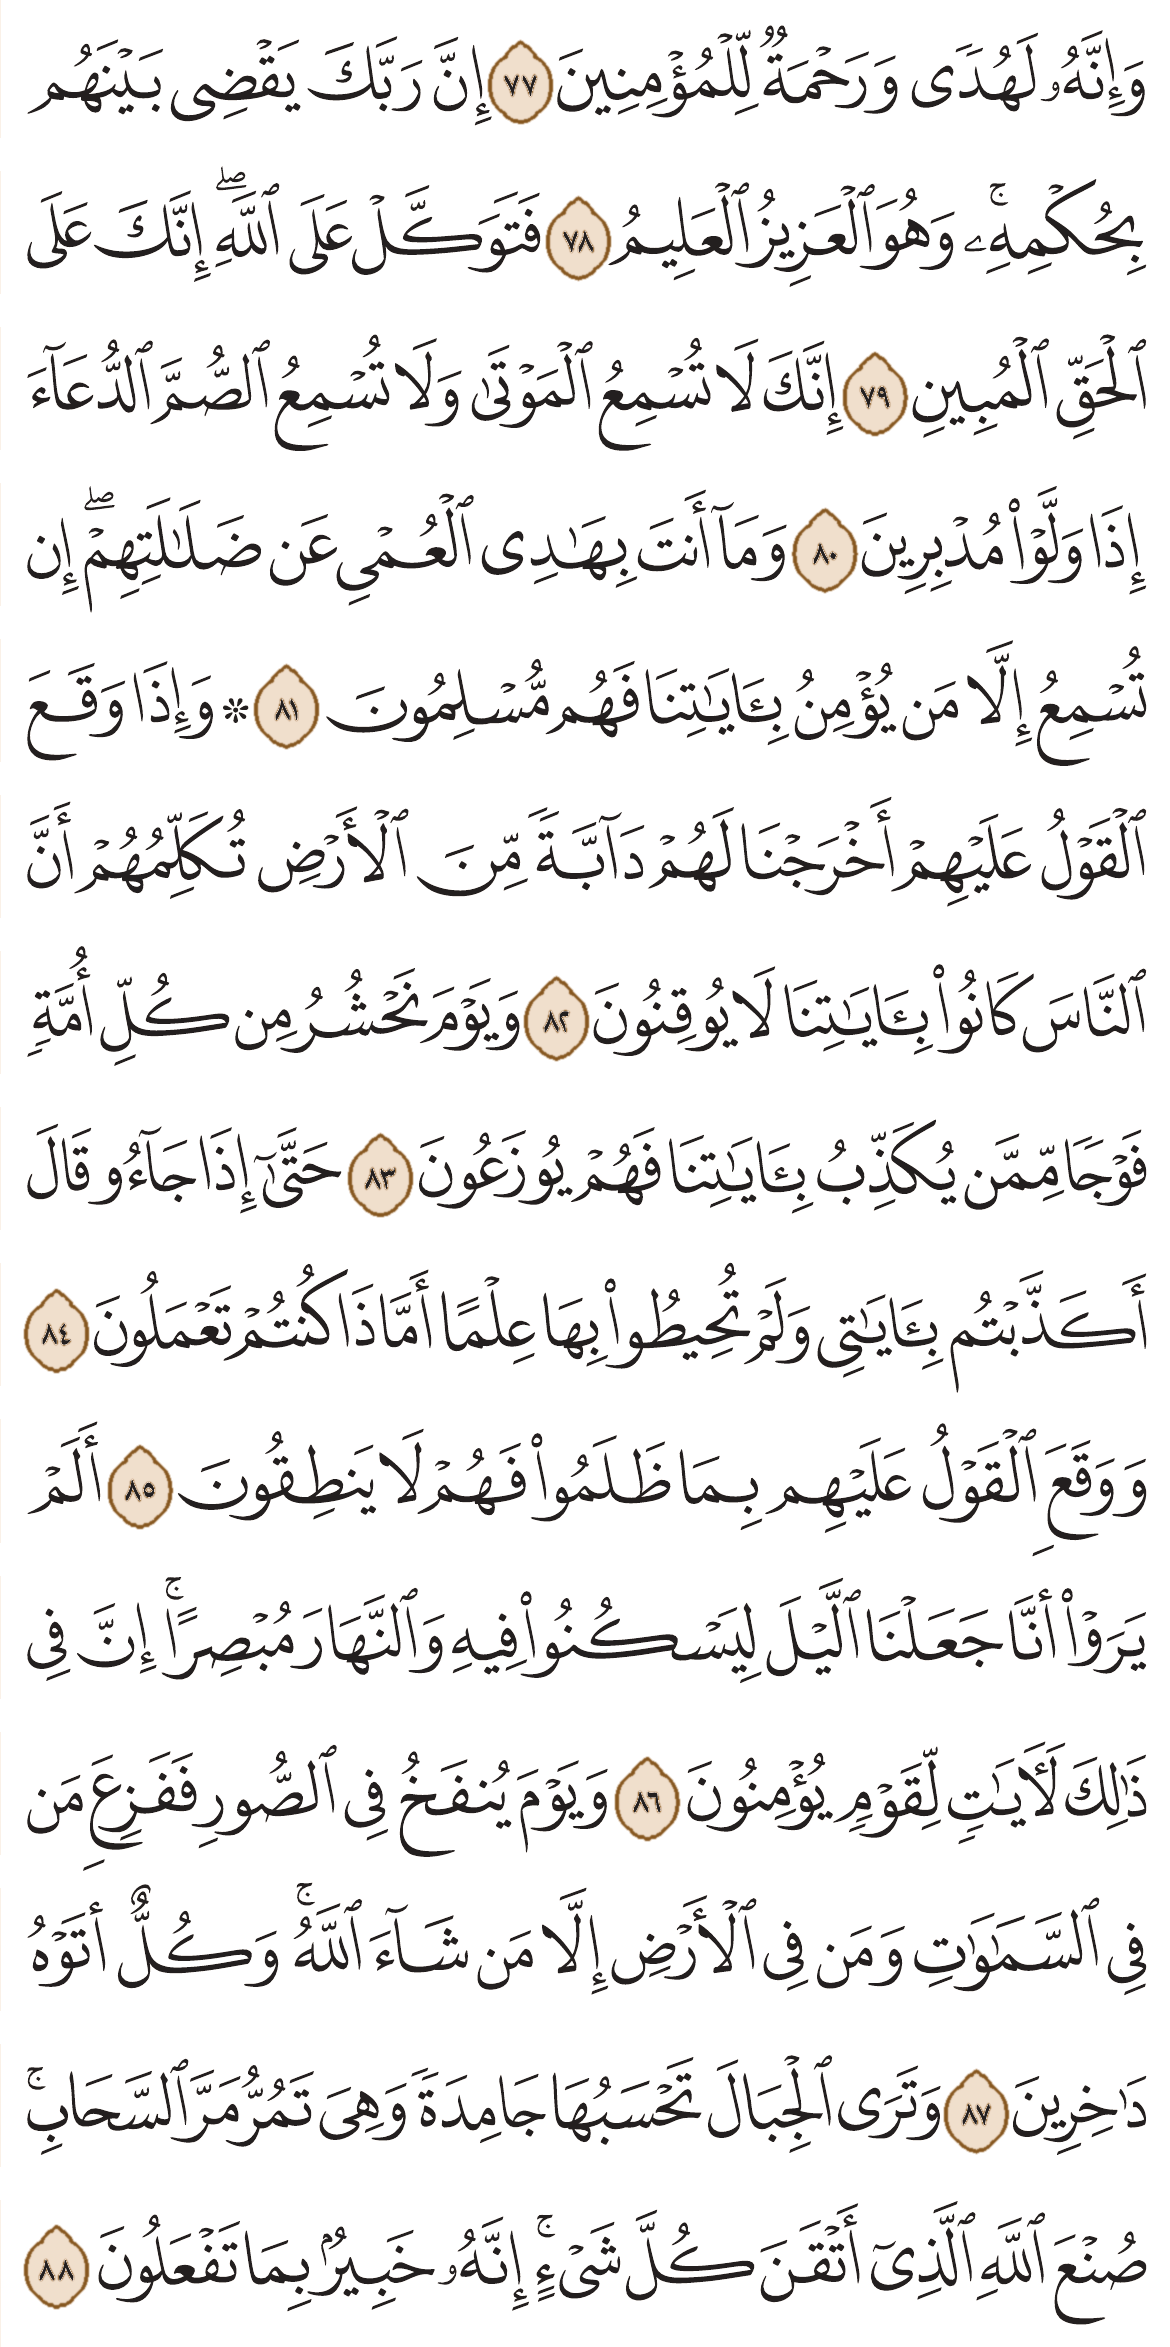 وَإِنَّهُۥ لَهُدٗى وَرَحۡمَةٞ لِّلۡمُؤۡمِنِينَ ٧٧ إِنَّ رَبَّكَ يَقۡضِي بَيۡنَهُم
بِحُكۡمِهِۦۚ وَهُوَ ٱلۡعَزِيزُ ٱلۡعَلِيمُ ٧٨ فَتَوَكَّلۡ عَلَى ٱللَّهِۖ إِنَّكَ عَلَى
ٱلۡحَقِّ ٱلۡمُبِينِ ٧٩ إِنَّكَ لَا تُسۡمِعُ ٱلۡمَوۡتَىٰ وَلَا تُسۡمِعُ ٱلصُّمَّ ٱلدُّعَآءَ
إِذَا وَلَّوۡاْ مُدۡبِرِينَ ٨٠ وَمَآ أَنتَ بِهَٰدِي ٱلۡعُمۡيِ عَن ضَلَٰلَتِهِمۡۖ إِن
تُسۡمِعُ إِلَّا مَن يُؤۡمِنُ بِـَٔايَٰتِنَا فَهُم مُّسۡلِمُونَ ٨١ ۞ وَإِذَا وَقَعَ
ٱلۡقَوۡلُ عَلَيۡهِمۡ أَخۡرَجۡنَا لَهُمۡ دَآبَّةٗ مِّنَ ٱلۡأَرۡضِ تُكَلِّمُهُمۡ أَنَّ
ٱلنَّاسَ كَانُواْ بِـَٔايَٰتِنَا لَا يُوقِنُونَ ٨٢ وَيَوۡمَ نَحۡشُرُ مِن كُلِّ أُمَّةٖ
فَوۡجٗا مِّمَّن يُكَذِّبُ بِـَٔايَٰتِنَا فَهُمۡ يُوزَعُونَ ٨٣ حَتَّىٰٓ إِذَا جَآءُو قَالَ
أَكَذَّبۡتُم بِـَٔايَٰتِي وَلَمۡ تُحِيطُواْ بِهَا عِلۡمًا أَمَّاذَا كُنتُمۡ تَعۡمَلُونَ ٨٤
وَوَقَعَ ٱلۡقَوۡلُ عَلَيۡهِم بِمَا ظَلَمُواْ فَهُمۡ لَا يَنطِقُونَ ٨٥ أَلَمۡ
يَرَوۡاْ أَنَّا جَعَلۡنَا ٱلَّيۡلَ لِيَسۡكُنُواْ فِيهِ وَٱلنَّهَارَ مُبۡصِرًاۚ إِنَّ فِي
ذَٰلِكَ لَأٓيَٰتٖ لِّقَوۡمٖ يُؤۡمِنُونَ ٨٦ وَيَوۡمَ يُنفَخُ فِي ٱلصُّورِ فَفَزِعَ مَن
فِي ٱلسَّمَٰوَٰتِ وَمَن فِي ٱلۡأَرۡضِ إِلَّا مَن شَآءَ ٱللَّهُۚ وَكُلٌّ أَتَوۡهُ
دَٰخِرِينَ ٨٧ وَتَرَى ٱلۡجِبَالَ تَحۡسَبُهَا جَامِدَةٗ وَهِيَ تَمُرُّ مَرَّ ٱلسَّحَابِۚ
صُنۡعَ ٱللَّهِ ٱلَّذِيٓ أَتۡقَنَ كُلَّ شَيۡءٍۚ إِنَّهُۥ خَبِيرُۢ بِمَا تَفۡعَلُونَ ٨٨